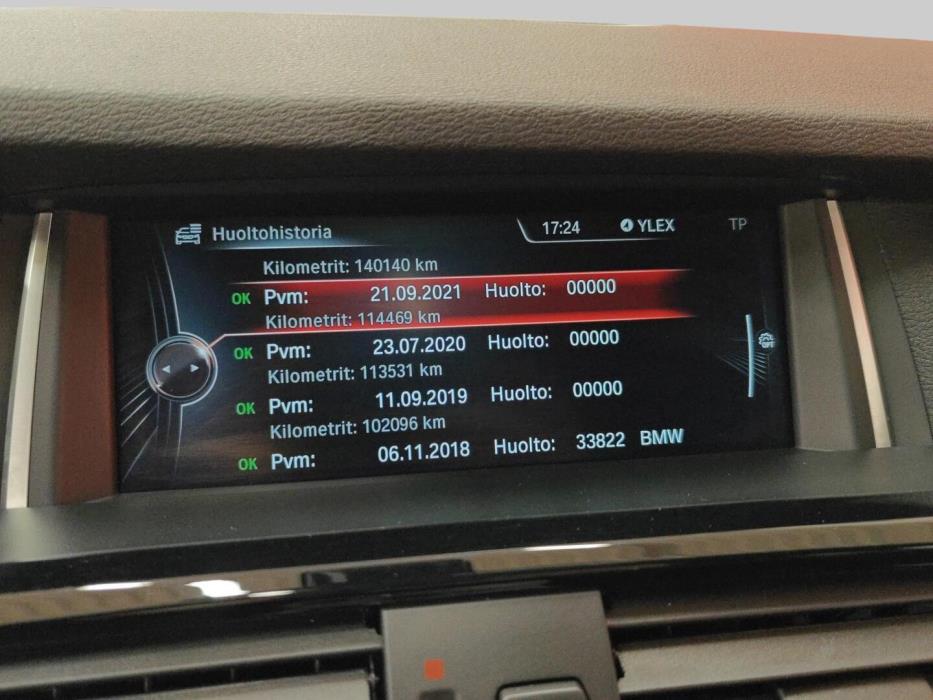 Huoltohistoria 17:24 YLEX TP
Kilometrit: 140140 km
OK Pvm: 21.09.2021 Huolto: 00000
Kilometrit: 114469 km
OK Pvm: 23.07.2020 Huolto: 00000
Kilometrit: 113531 km
OK Pvm: 11.09.2019 Huolto: 00000
Kilometrit: 102096 km
OK Pvm: 06.11.2018 Huolto: 33822 BMW